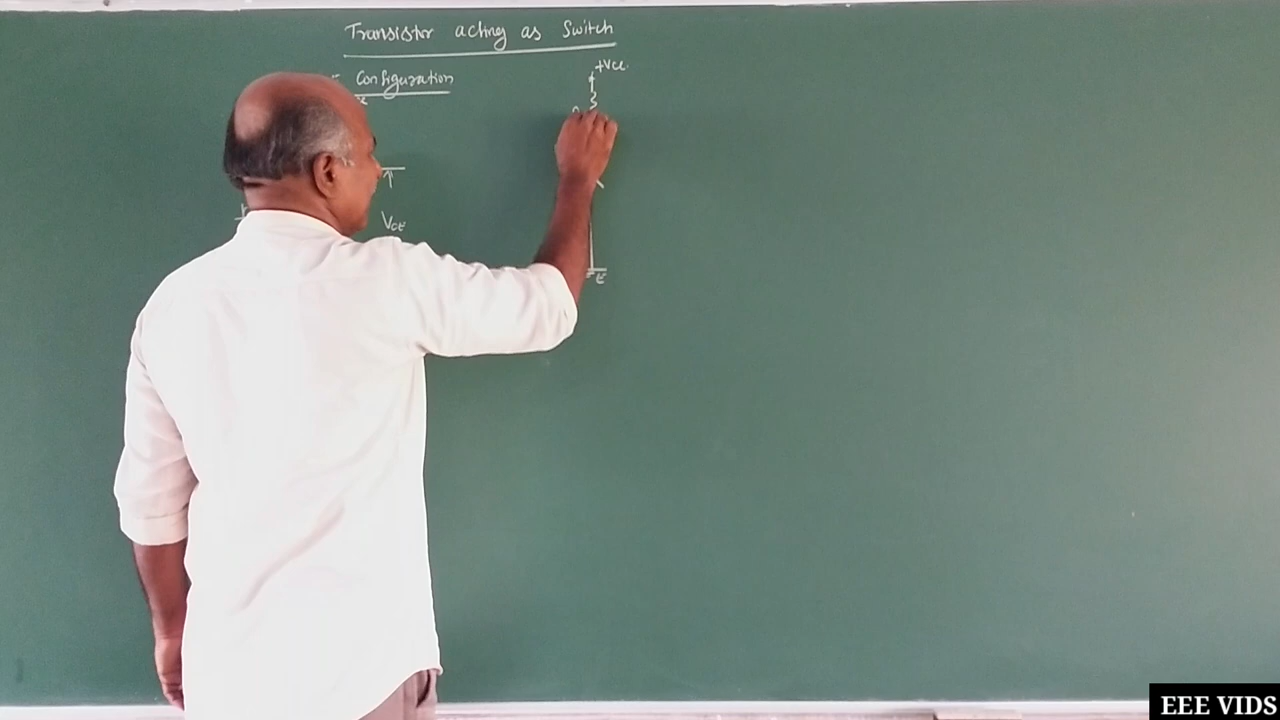 Transistor acting as Switch
Configuration
+VCC
VCE
E
EEE VIDS